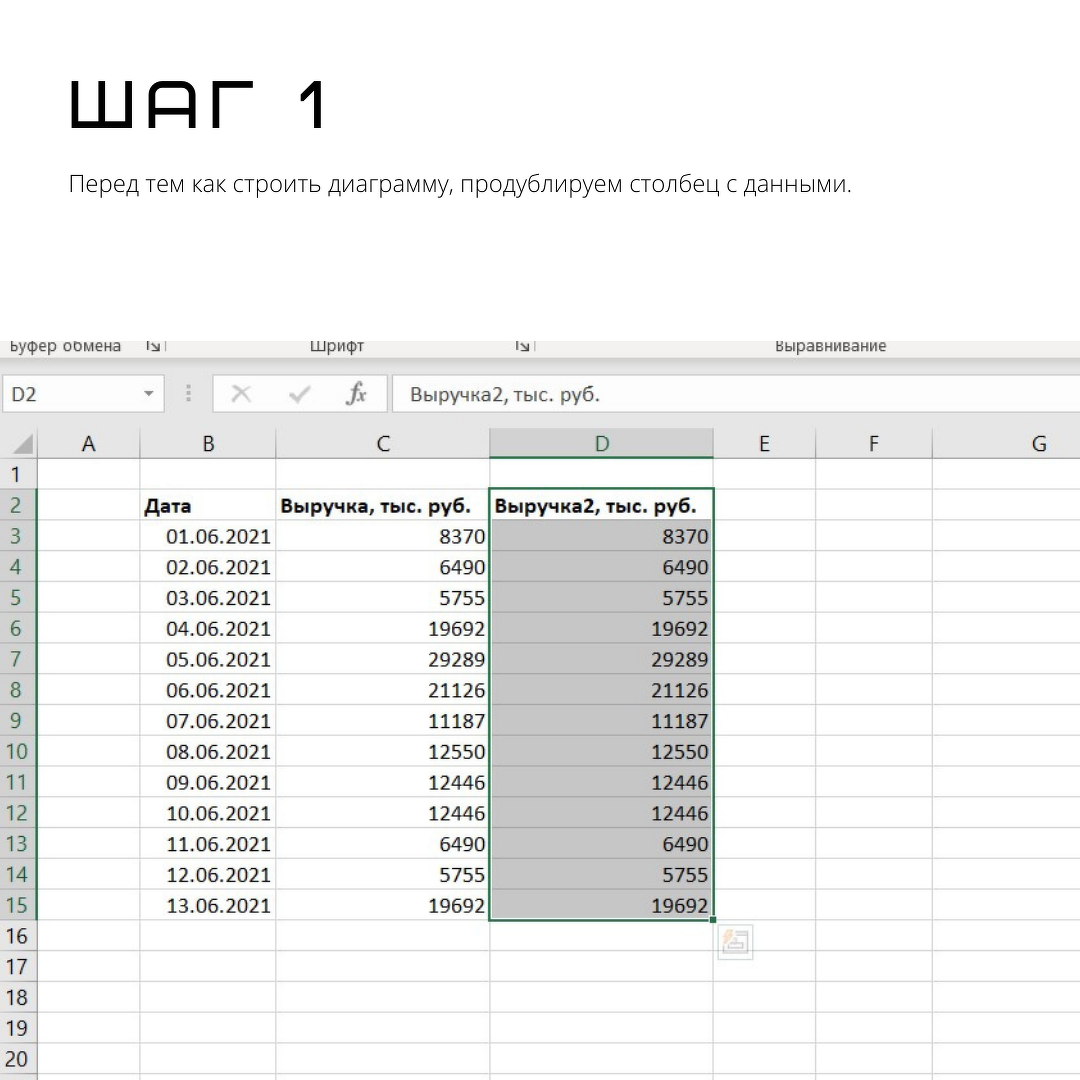 ШАГ 1
Перед тем как строить диаграмму, продублируем столбец с данными.
Буфер обмена Шрифт Выравнивание
D2 fx Выручка2, тыс. руб.
A B C D E F G
1
2 Дата Выручка, тыс. руб. Выручка2, тыс. руб.
3 01.06.2021 8370 8370
4 02.06.2021 6490 6490
5 03.06.2021 5755 5755
6 04.06.2021 19692 19692
7 05.06.2021 29289 29289
8 06.06.2021 21126 21126
9 07.06.2021 11187 11187
10 08.06.2021 12550 12550
11 09.06.2021 12446 12446
12 10.06.2021 12446 12446
13 11.06.2021 6490 6490
14 12.06.2021 5755 5755
15 13.06.2021 19692 19692
16
17
18
19
20